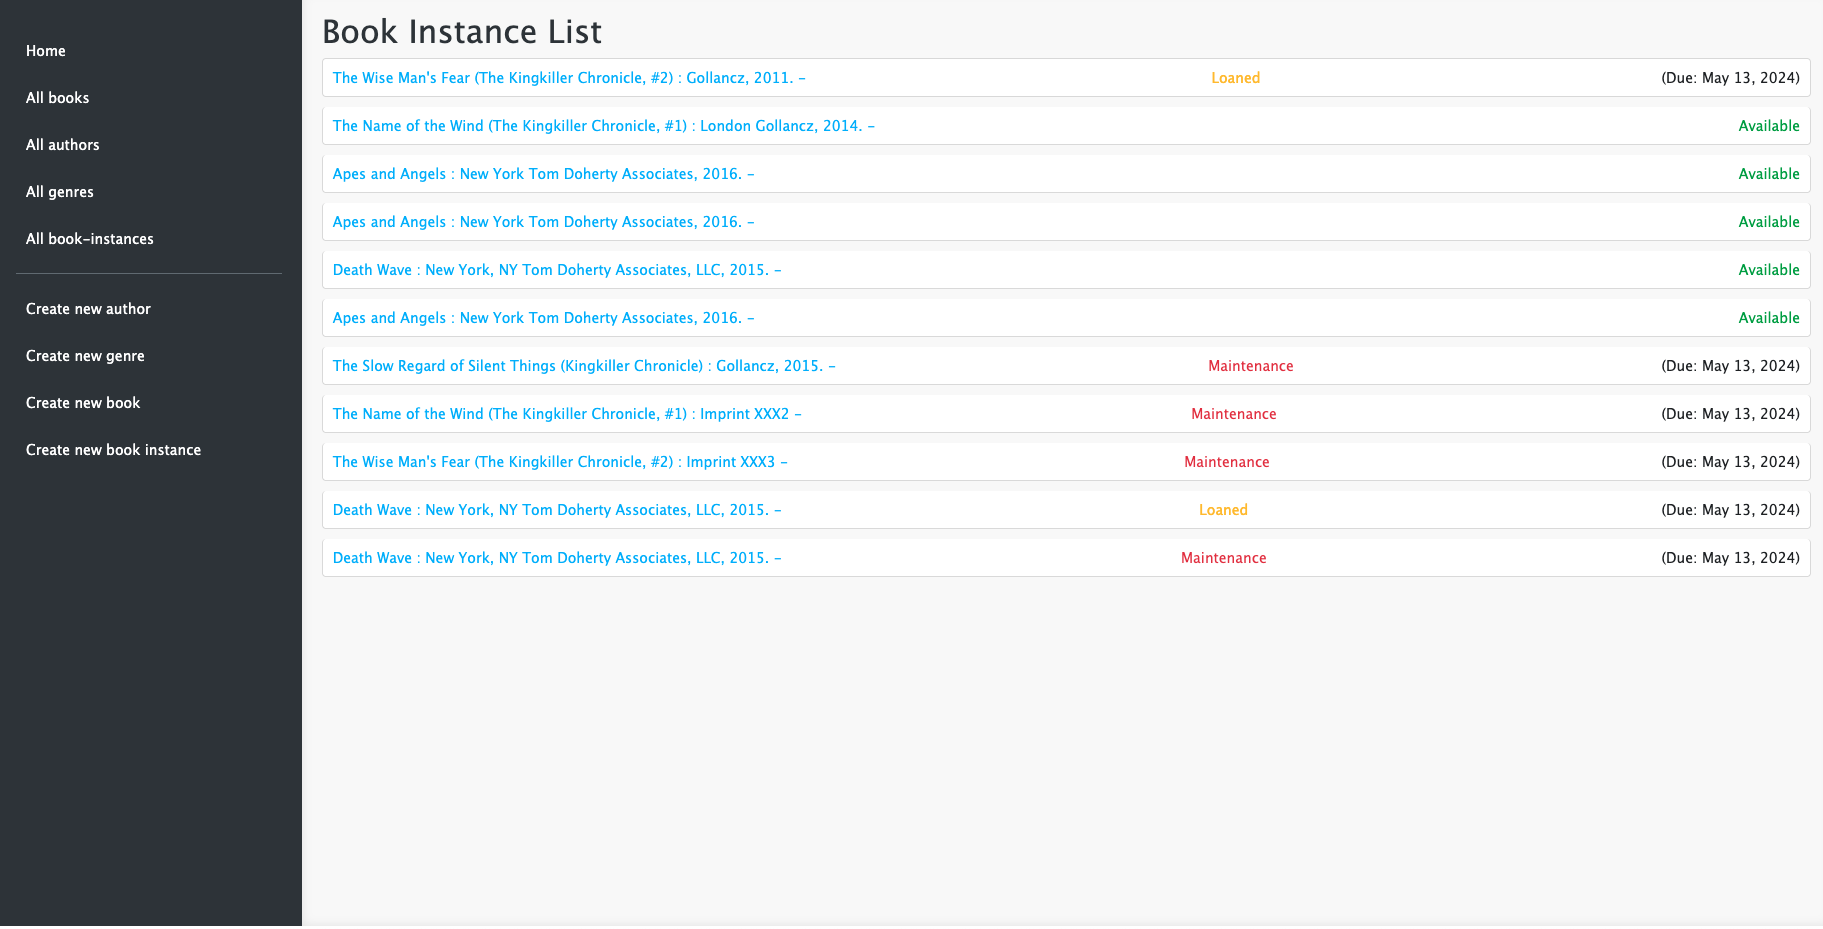 Home
All books
All authors
All genres
All book-instances
Create new author
Create new genre
Create new book
Create new book instance
Book Instance List
The Wise Man's Fear (The Kingkiller Chronicle, #2) : Gollancz, 2011. - Loaned (Due: May 13, 2024)
The Name of the Wind (The Kingkiller Chronicle, #1) : London Gollancz, 2014. - Available
Apes and Angels : New York Tom Doherty Associates, 2016. - Available
Apes and Angels : New York Tom Doherty Associates, 2016. - Available
Death Wave : New York, NY Tom Doherty Associates, LLC, 2015. - Available
Apes and Angels : New York Tom Doherty Associates, 2016. - Available
The Slow Regard of Silent Things (Kingkiller Chronicle) : Gollancz, 2015. - Maintenance (Due: May 13, 2024)
The Name of the Wind (The Kingkiller Chronicle, #1) : Imprint XXX2 - Maintenance (Due: May 13, 2024)
The Wise Man's Fear (The Kingkiller Chronicle, #2) : Imprint XXX3 - Maintenance (Due: May 13, 2024)
Death Wave : New York, NY Tom Doherty Associates, LLC, 2015. - Loaned (Due: May 13, 2024)
Death Wave : New York, NY Tom Doherty Associates, LLC, 2015. - Maintenance (Due: May 13, 2024)